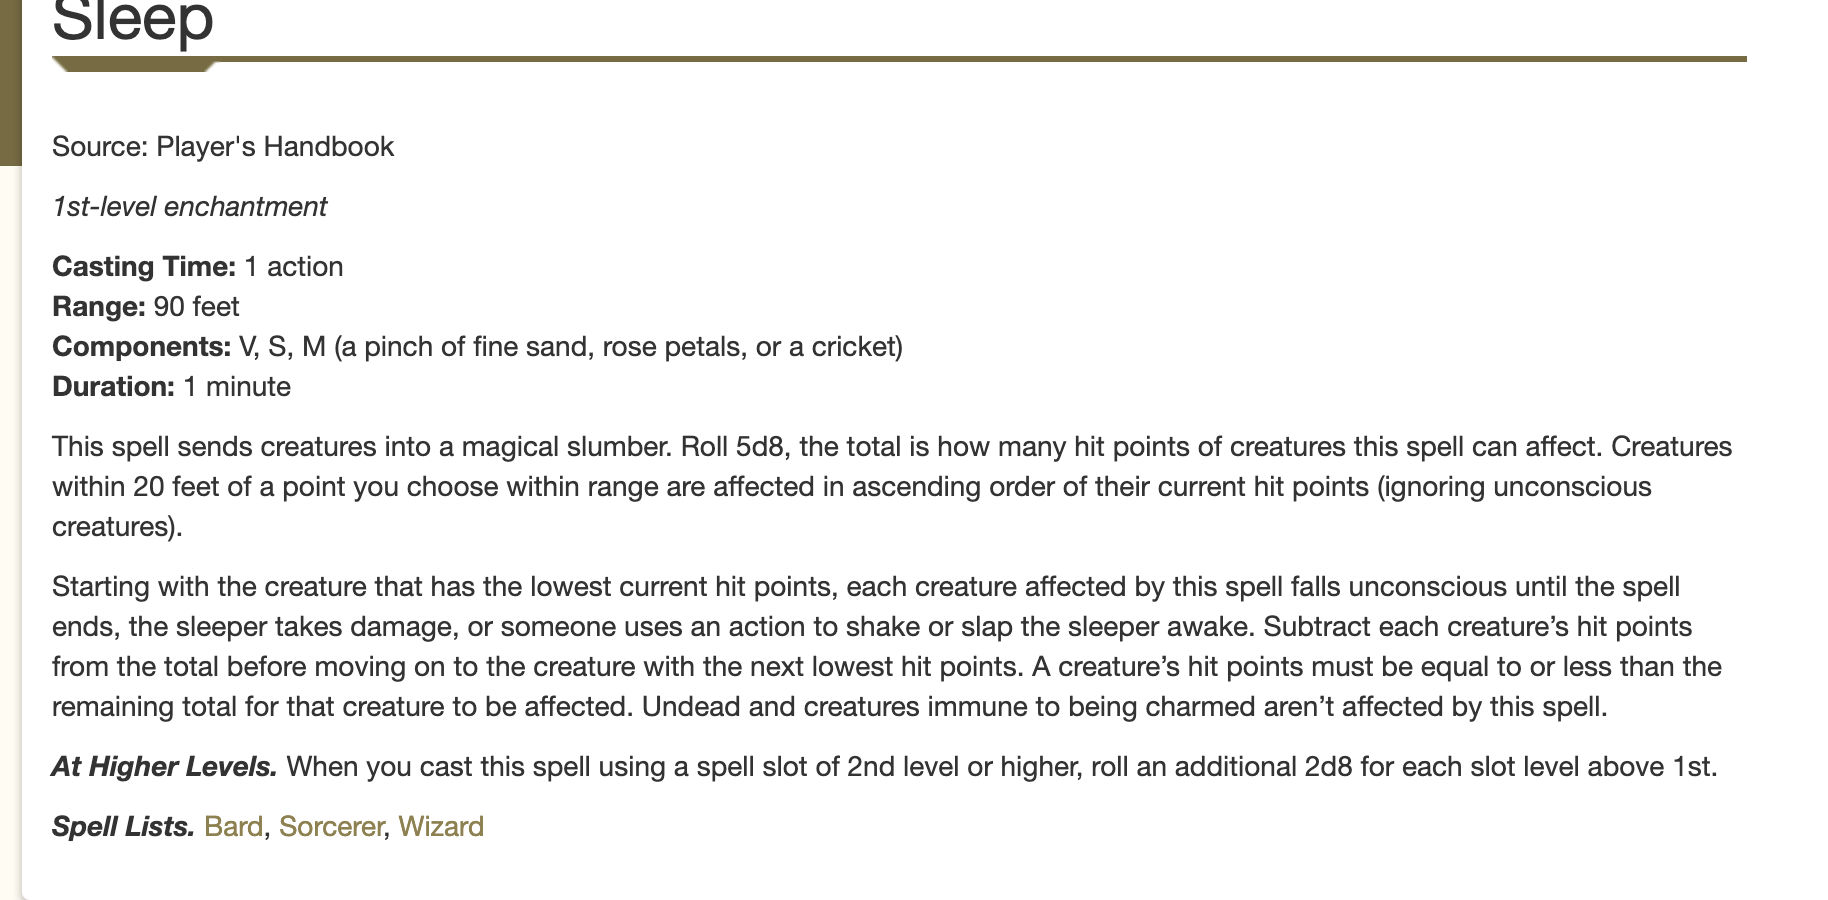 Sleep
Source: Player's Handbook
1st-level enchantment
Casting Time: 1 action
Range: 90 feet
Components: V, S, M (a pinch of fine sand, rose petals, or a cricket)
Duration: 1 minute
This spell sends creatures into a magical slumber. Roll 5d8, the total is how many hit points of creatures this spell can affect. Creatures
within 20 feet of a point you choose within range are affected in ascending order of their current hit points (ignoring unconscious
creatures).
Starting with the creature that has the lowest current hit points, each creature affected by this spell falls unconscious until the spell
ends, the sleeper takes damage, or someone uses an action to shake or slap the sleeper awake. Subtract each creature’s hit points
from the total before moving on to the creature with the next lowest hit points. A creature’s hit points must be equal to or less than the
remaining total for that creature to be affected. Undead and creatures immune to being charmed aren’t affected by this spell.
At Higher Levels. When you cast this spell using a spell slot of 2nd level or higher, roll an additional 2d8 for each slot level above 1st.
Spell Lists. Bard, Sorcerer, Wizard